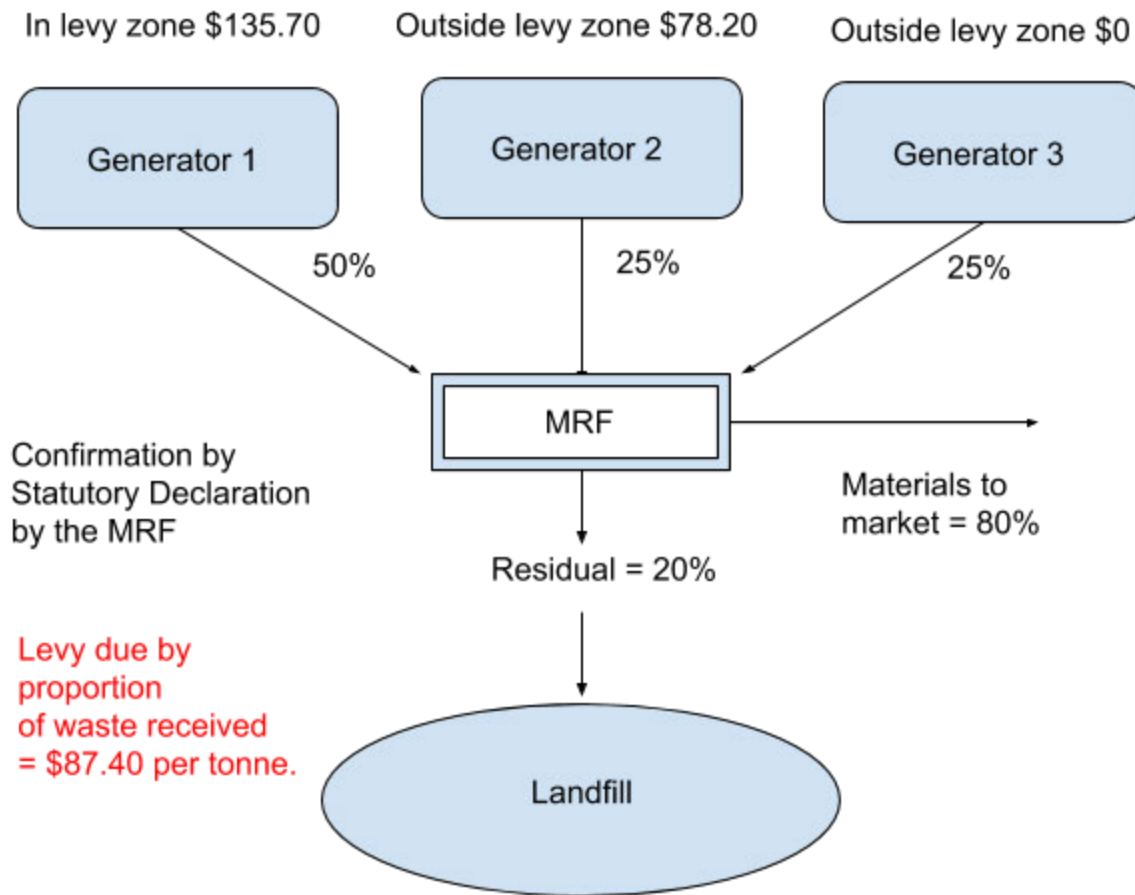 In levy zone $135.70
Outside levy zone $78.20
Outside levy zone $0
Generator 1
Generator 2
Generator 3
50%
25%
25%
MRF
Confirmation by
Statutory Declaration
by the MRF
Materials to
market = 80%
Residual = 20%
Levy due by
proportion
of waste received
= $87.40 per tonne.
Landfill